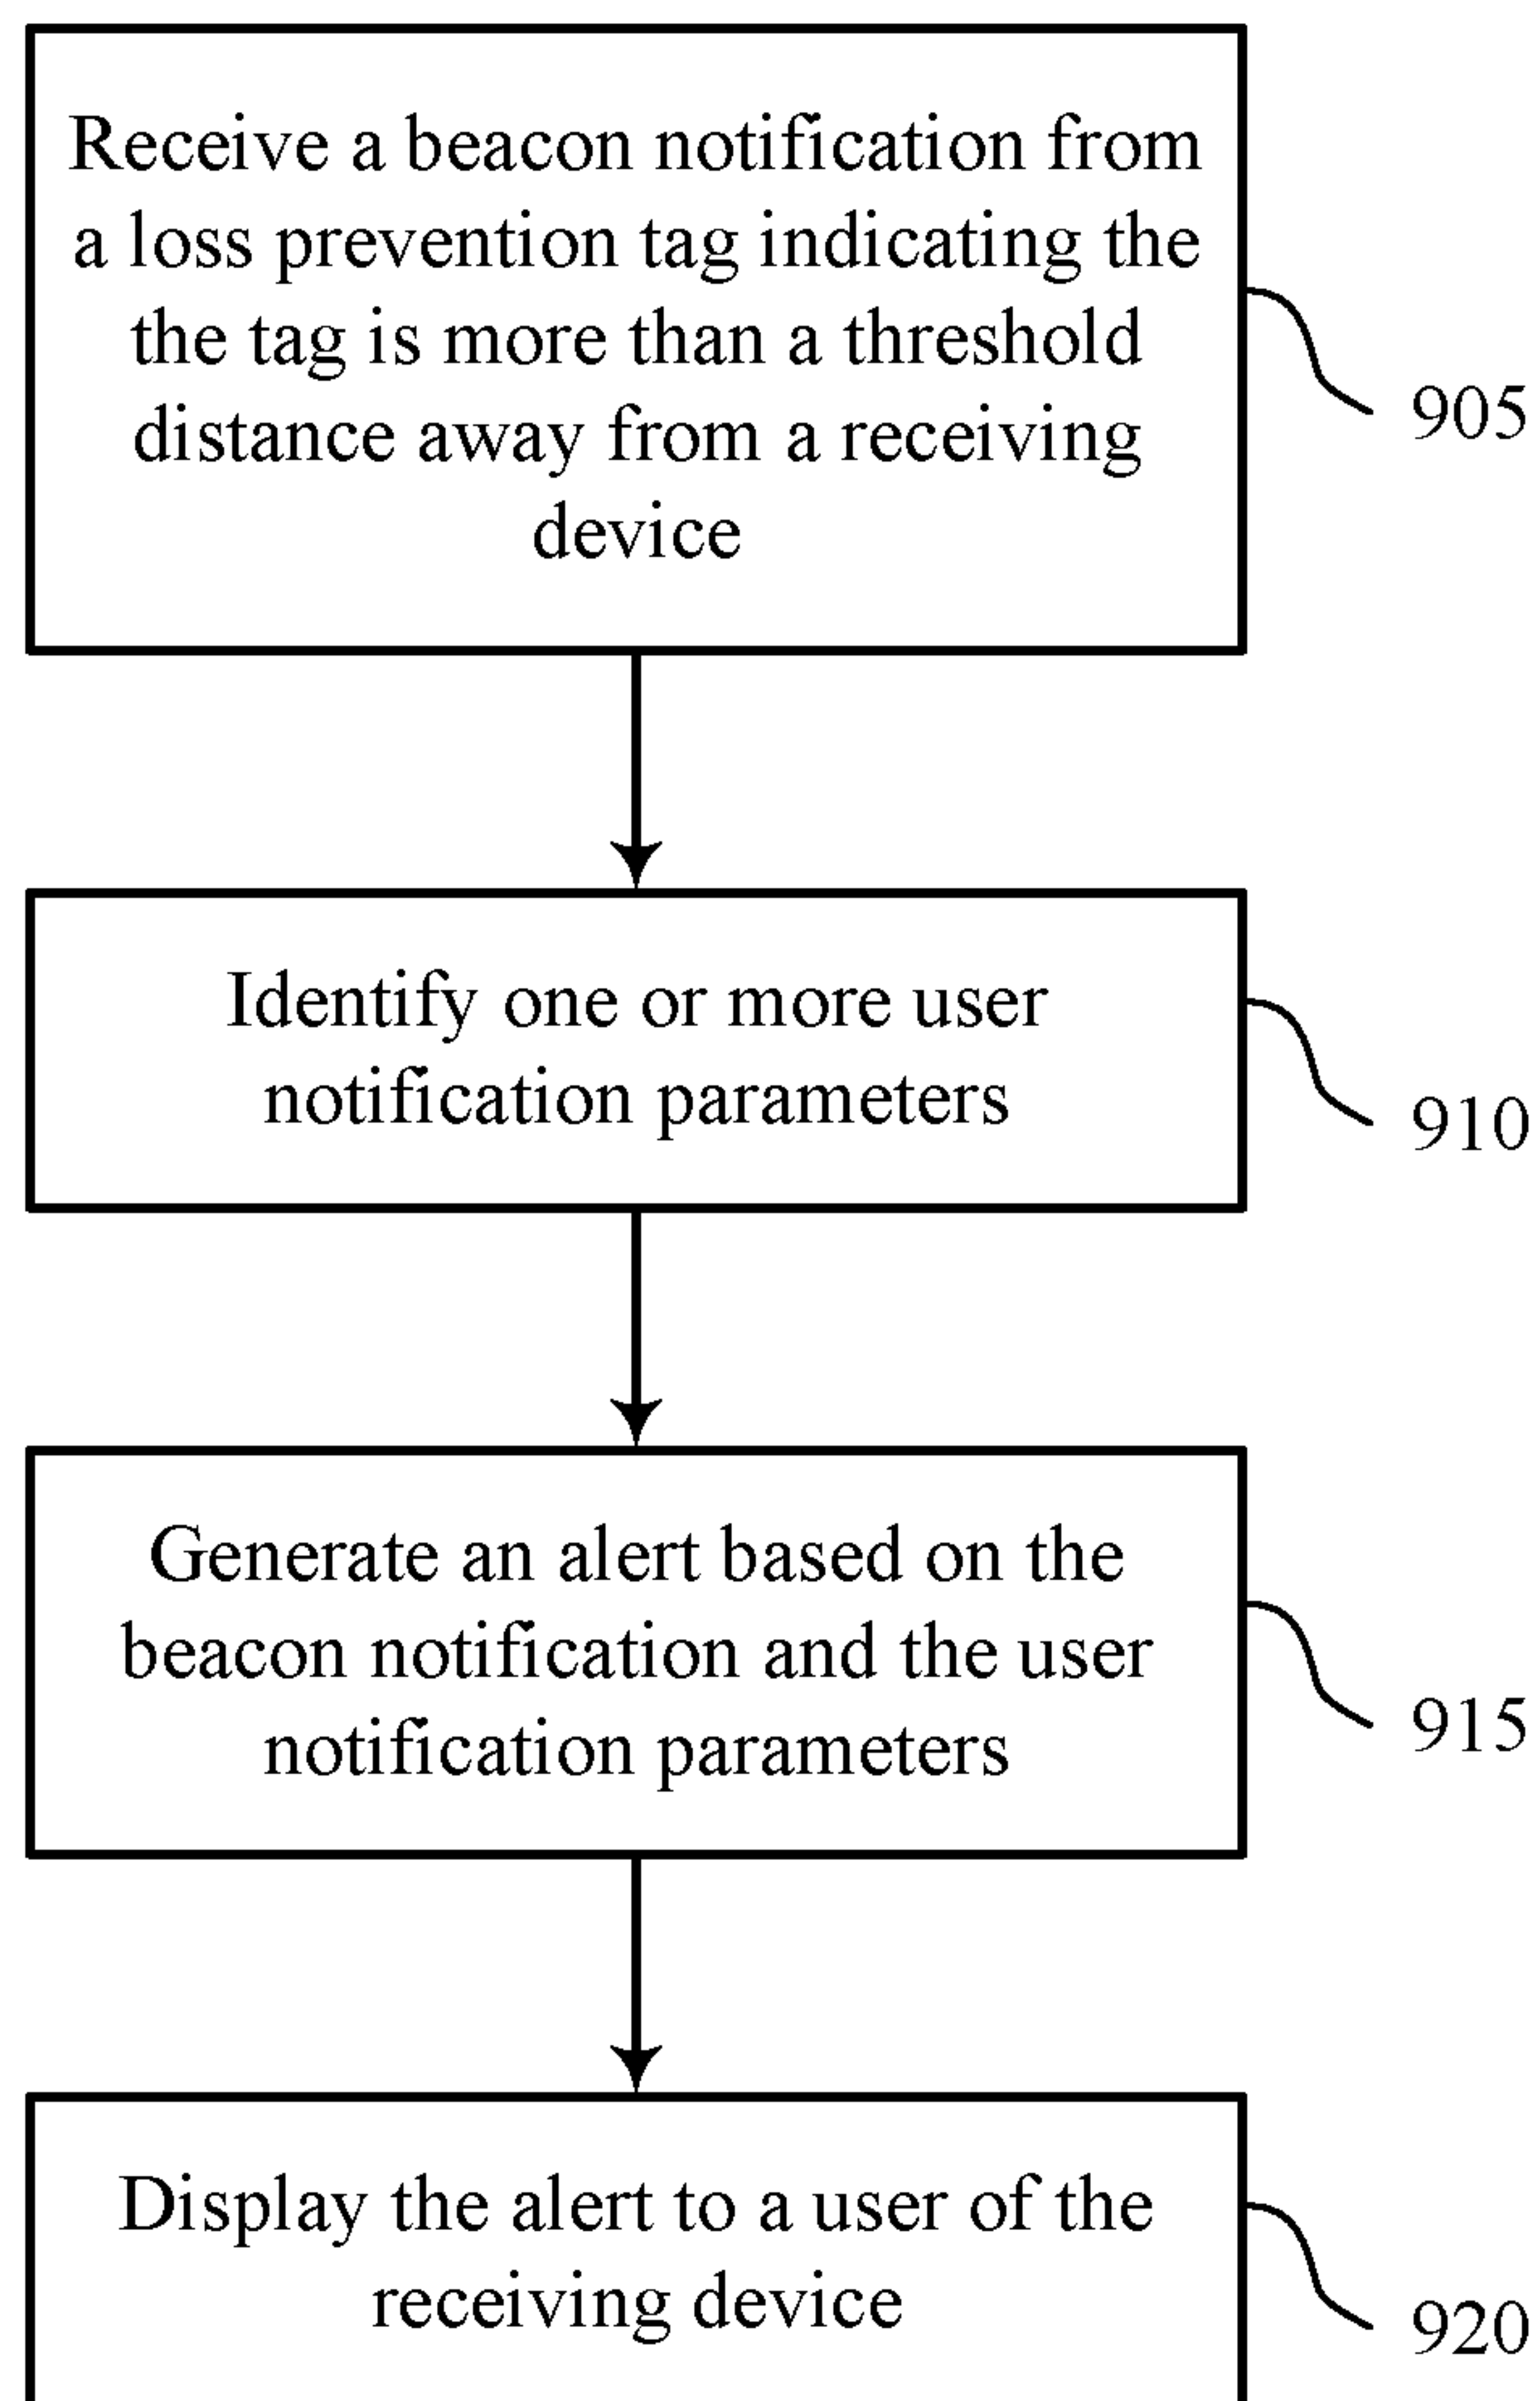 Receive a beacon notification from
a loss prevention tag indicating the
the tag is more than a threshold
distance away from a receiving
device
905
Identify one or more user
notification parameters
910
Generate an alert based on the
beacon notification and the user
notification parameters
915
Display the alert to a user of the
receiving device
920